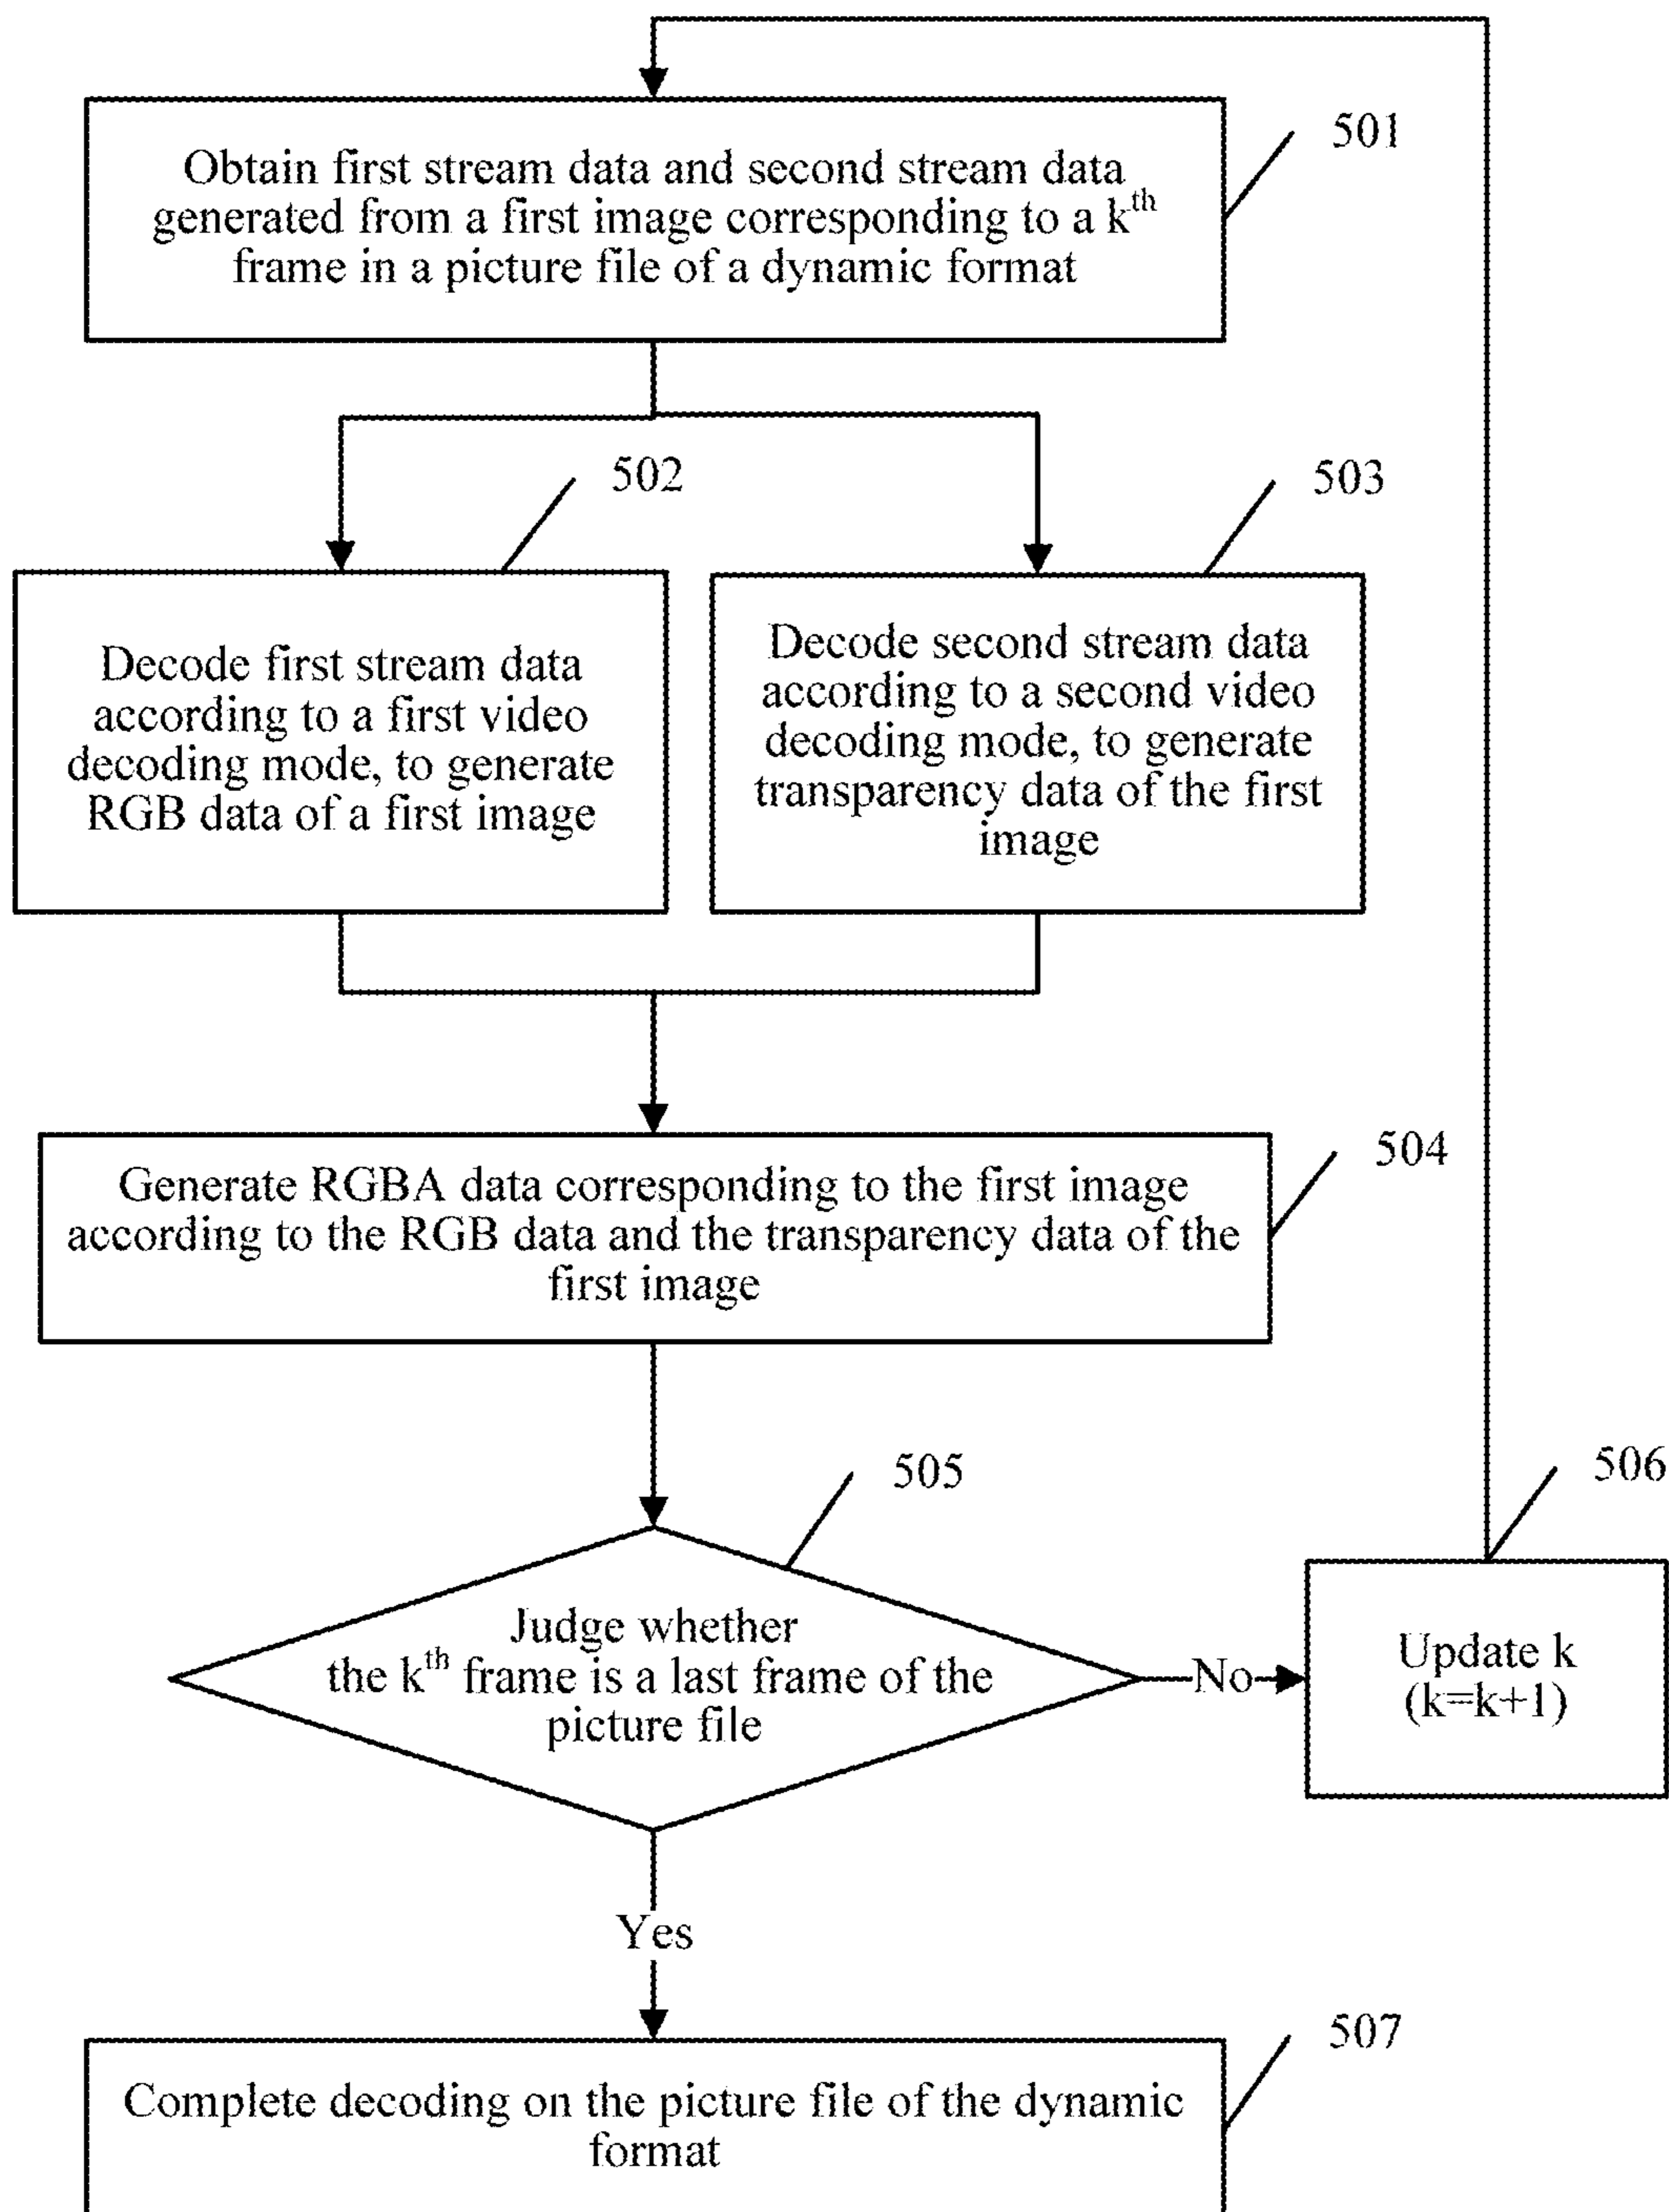 Obtain first stream data and second stream data
generated from a first image corresponding to a kth
frame in a picture file of a dynamic format
501
502
503
Decode first stream data
according to a first video
decoding mode, to generate
RGB data of a first image
Decode second stream data
according to a second video
decoding mode, to generate
transparency data of the first
image
504
Generate RGBA data corresponding to the first image
according to the RGB data and the transparency data of the
first image
505
506
Judge whether
the kth frame is a last frame of the
picture file
No
Update k
(k=k+1)
Yes
507
Complete decoding on the picture file of the dynamic
format